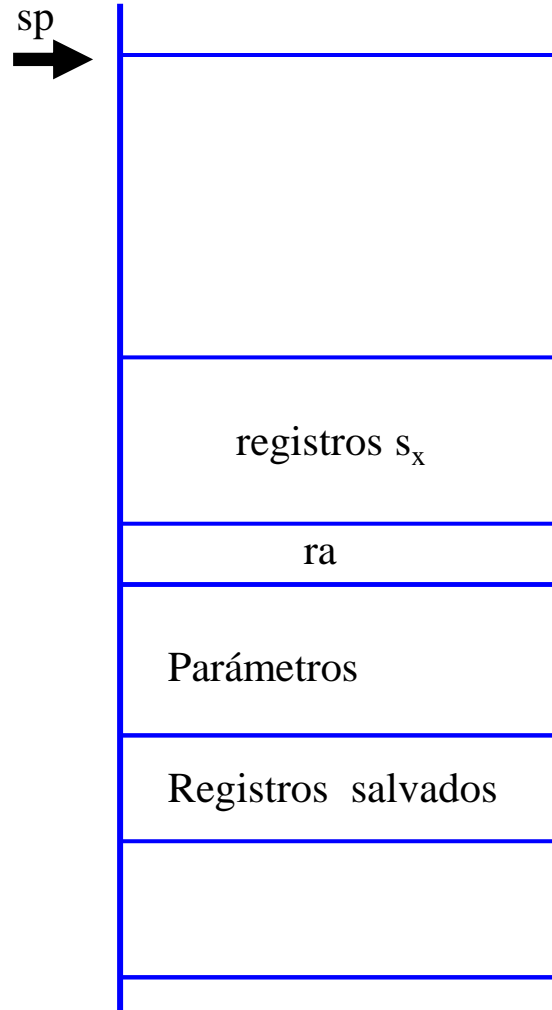 sp
registros sx
ra
Parámetros
Registros salvados